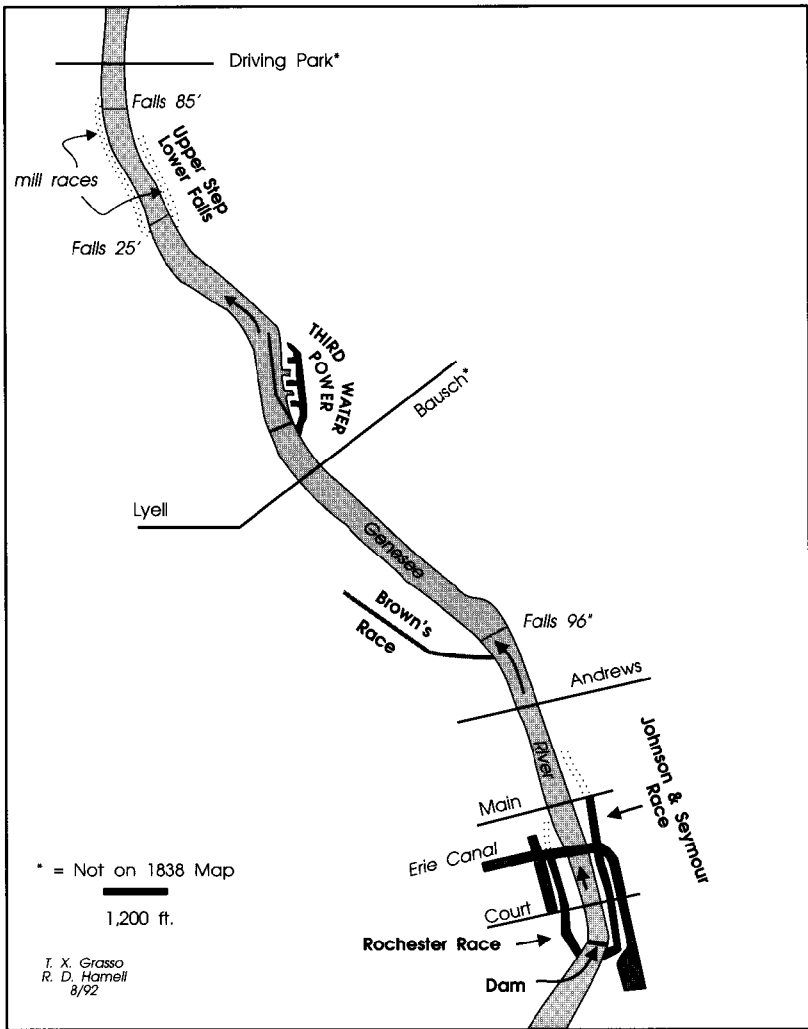 Driving Park*
Falls 85'
Upper Step
Lower Falls
mill races
Falls 25'
THIRD WATER
POWER
Bausch*
Lyell
Genesee
Brown's
Race
Falls 96"
Andrews
River
Johnson & Seymour
Race
Main
Erie Canal
* = Not on 1838 Map
1,200 ft.
Court
Rochester Race
Dam
T. X. Grasso
R. D. Hamell
8/92